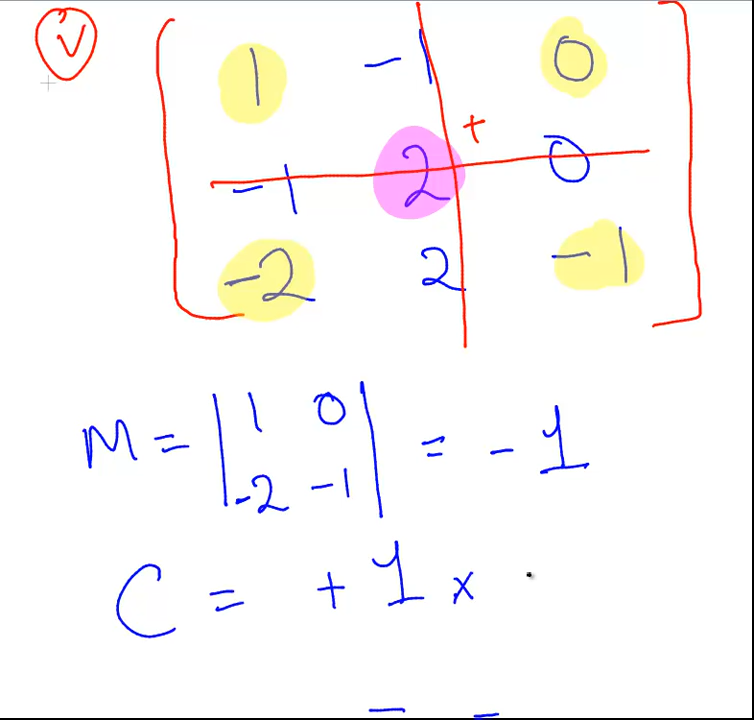 (v)
1 -1 0
+
-1 2 0
-2 2 -1
M = | 1 0 | = -1
| -2 -1 |
C = +1 ×